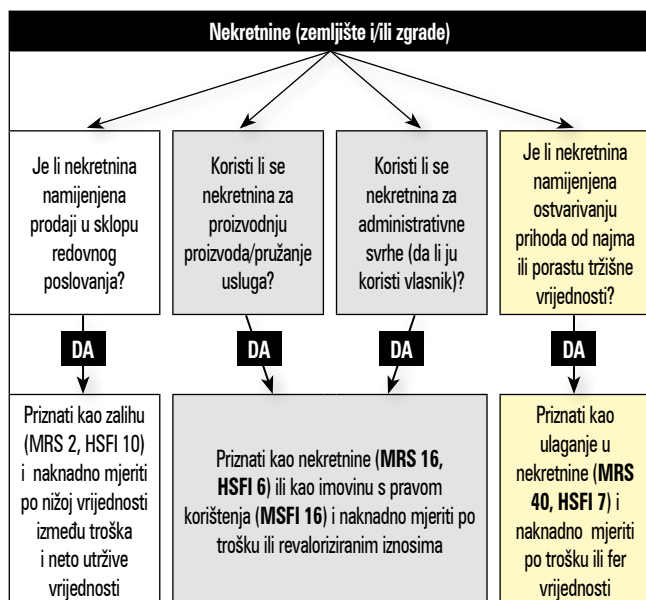 Nekretnine (zemljište i/ili zgrade)
Je li nekretnina
namijenjena
prodaji u sklopu
redovnog
poslovanja?
Koristi li se
nekretnina za
proizvodnju
proizvoda/pružanje
usluga?
Koristi li se
nekretnina za
administrativne
svrhe (da li ju
koristi vlasnik)?
Je li nekretnina
namijenjena
ostvarivanju
prihoda od najma
ili porastu tržišne
vrijednosti?
DA
DA
DA
DA
Priznati kao zalihu
(MRS 2, HSFI 10)
i naknadno mjeriti
po nižoj vrijednosti
između troška
i neto utržive
vrijednosti
Priznati kao nekretnine (MRS 16,
HSFI 6) ili kao imovinu s pravom
korištenja (MSFI 16) i naknadno mjeriti po
trošku ili revaloriziranim iznosima
Priznati kao
ulaganje u
nekretnine (MRS
40, HSFI 7) i
naknadno mjeriti
po trošku ili fer
vrijednosti